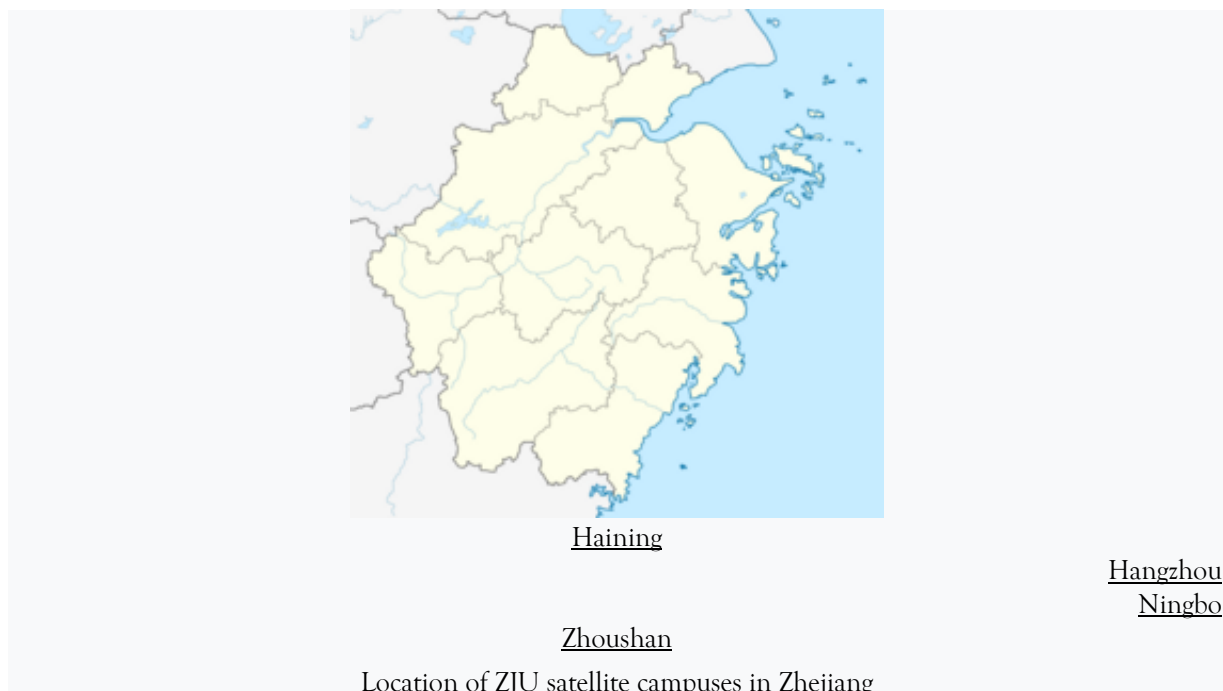 Haining
Hangzhou
Ningbo
Zhoushan
Location of ZJU satellite campuses in Zhejiang